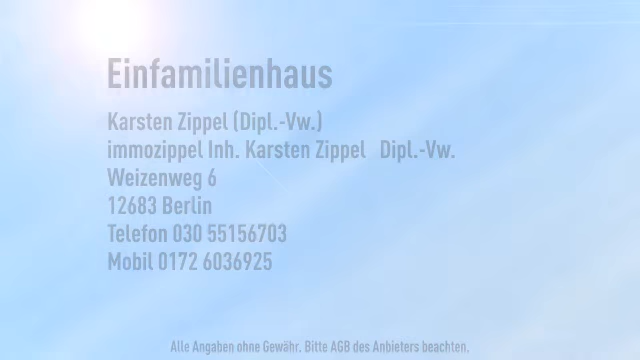 Einfamilienhaus
Karsten Zippel (Dipl.-Vw.)
immozippel Inh. Karsten Zippel Dipl.-Vw.
Weizenweg 6
12683 Berlin
Telefon 030 55156703
Mobil 0172 6036925
Alle Angaben ohne Gewähr. Bitte AGB des Anbieters beachten,